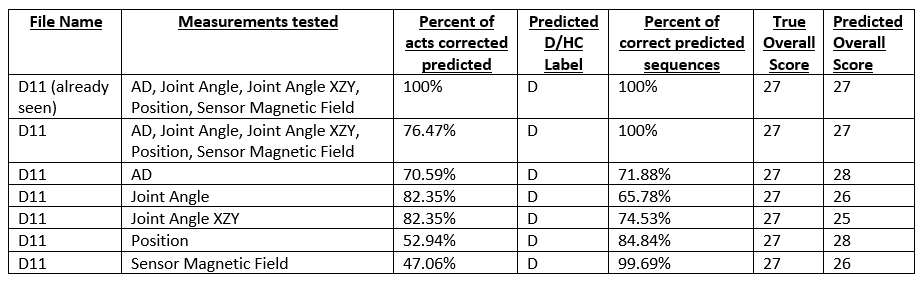 File Name Measurements tested Percent of acts corrected predicted Predicted D/HC Label Percent of correct predicted sequences True Overall Score Predicted Overall Score
D11 (already seen) AD, Joint Angle, Joint Angle XZY, Position, Sensor Magnetic Field 100% D 100% 27 27
D11 AD, Joint Angle, Joint Angle XZY, Position, Sensor Magnetic Field 76.47% D 100% 27 27
D11 AD 70.59% D 71.88% 27 28
D11 Joint Angle 82.35% D 65.78% 27 26
D11 Joint Angle XZY 82.35% D 74.53% 27 25
D11 Position 52.94% D 84.84% 27 28
D11 Sensor Magnetic Field 47.06% D 99.69% 27 26